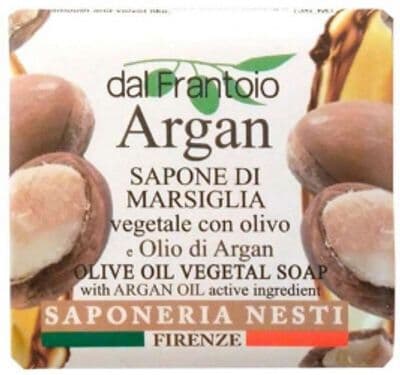 dal Frantoio
Argan
SAPONE DI
MARSIGLIA
vegetale con olivo
e Olio di Argan
OLIVE OIL VEGETAL SOAP
with ARGAN OIL active ingredient
SAPONERIA NESTI
FIRENZE